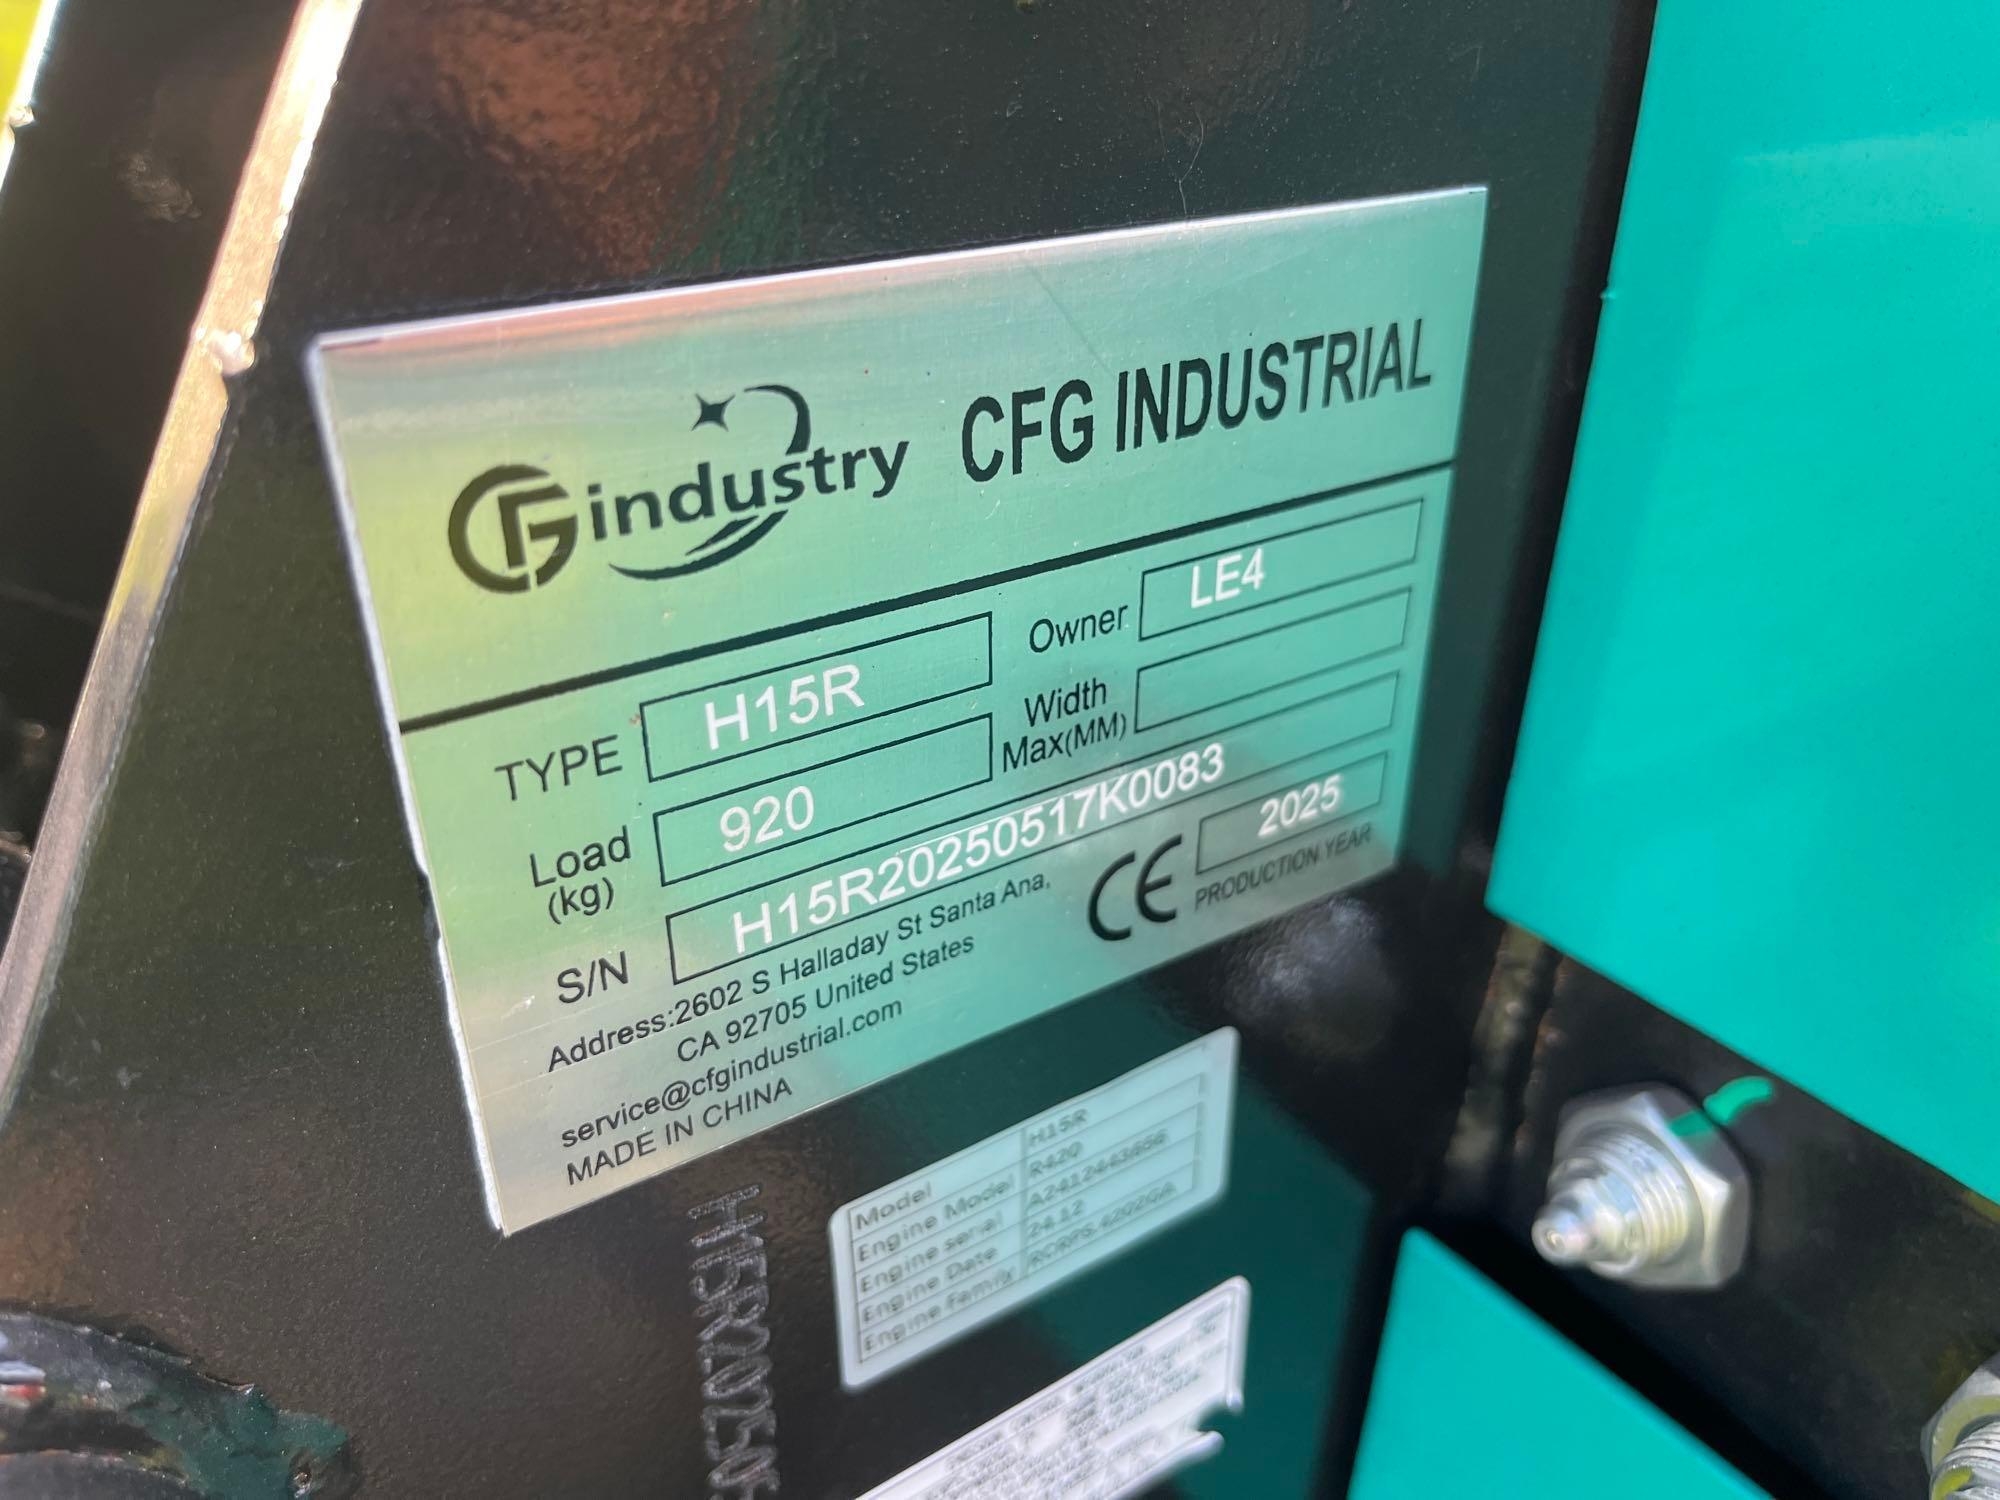 CFG industry CFG INDUSTRIAL
TYPE H15R Owner LE4
Load (kg) 920 Width Max(MM)
S/N H15R20250517K0083
Address:2602 S Halladay St Santa Ana,
CA 92705 United States
service@cfgindustrial.com
MADE IN CHINA
CE 2025
PRODUCTION YEAR
Model H15R
Engine Model R420
Engine serial
Engine Date 24.12
Engine Family